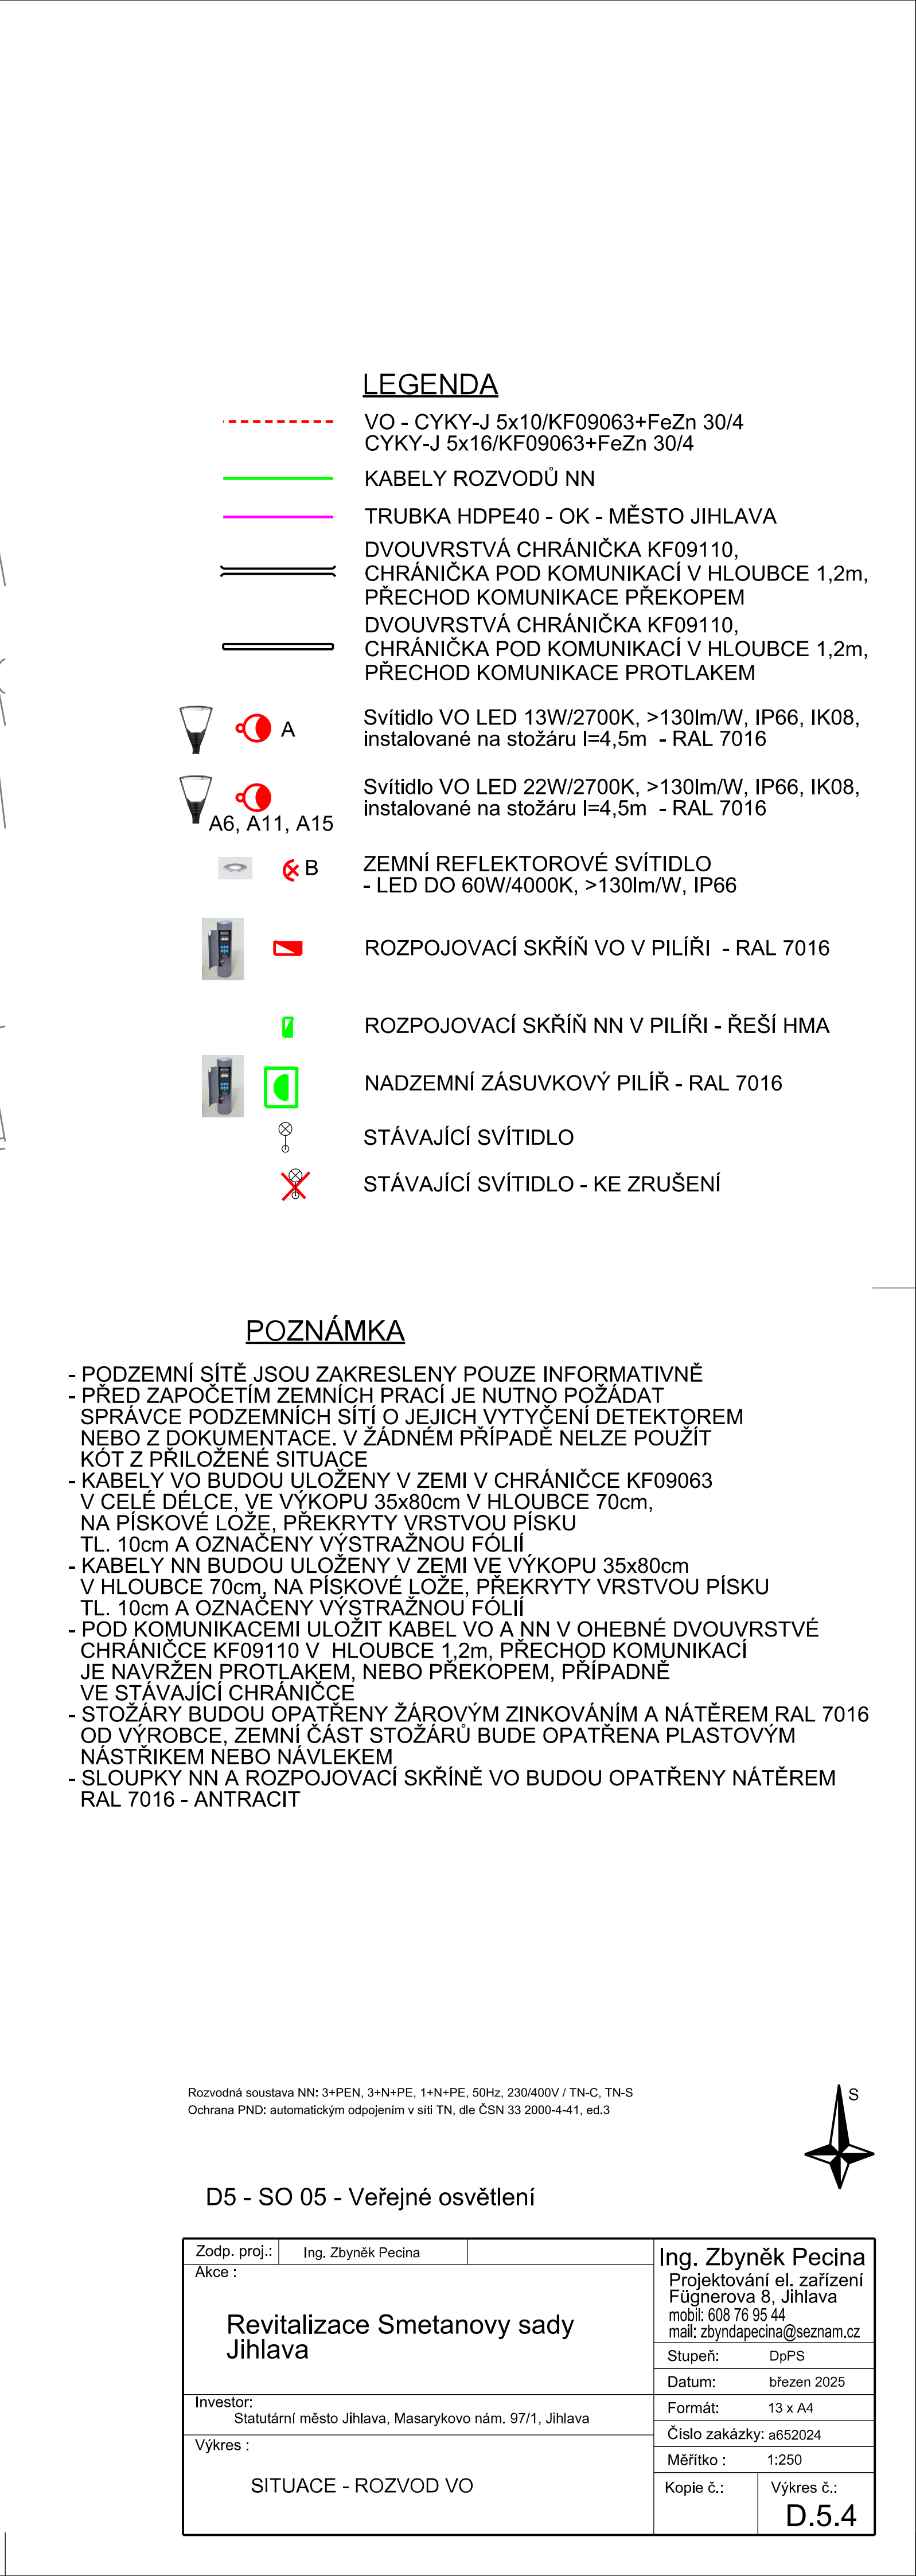 LEGENDA
VO - CYKY-J 5x10/KF09063+FeZn 30/4
CYKY-J 5x16/KF09063+FeZn 30/4
KABELY ROZVODŮ NN
TRUBKA HDPE40 - OK - MĚSTO JIHLAVA
DVOUVRSTVÁ CHRÁNIČKA KF09110,
CHRÁNIČKA POD KOMUNIKACÍ V HLOUBCE 1,2m,
PŘECHOD KOMUNIKACE PŘEKOPEM
DVOUVRSTVÁ CHRÁNIČKA KF09110,
CHRÁNIČKA POD KOMUNIKACÍ V HLOUBCE 1,2m,
PŘECHOD KOMUNIKACE PROTLAKEM
A
Svítidlo VO LED 13W/2700K, >130lm/W, IP66, IK08,
instalované na stožáru l=4,5m - RAL 7016
Svítidlo VO LED 22W/2700K, >130lm/W, IP66, IK08,
instalované na stožáru l=4,5m - RAL 7016
A6, A11, A15
B
ZEMNÍ REFLEKTOROVÉ SVÍTIDLO
- LED DO 60W/4000K, >130lm/W, IP66
ROZPOJOVACÍ SKŘÍŇ VO V PILÍŘI - RAL 7016
ROZPOJOVACÍ SKŘÍŇ NN V PILÍŘI - ŘEŠÍ HMA
NADZEMNÍ ZÁSUVKOVÝ PILÍŘ - RAL 7016
STÁVAJÍCÍ SVÍTIDLO
STÁVAJÍCÍ SVÍTIDLO - KE ZRUŠENÍ
POZNÁMKA
- PODZEMNÍ SÍTĚ JSOU ZAKRESLENY POUZE INFORMATIVNĚ
- PŘED ZAPOČETÍM ZEMNÍCH PRACÍ JE NUTNO POŽÁDAT
SPRÁVCE PODZEMNÍCH SÍTÍ O JEJICH VYTYČENÍ DETEKTOREM
NEBO Z DOKUMENTACE. V ŽÁDNÉM PŘÍPADĚ NELZE POUŽÍT
KÓT Z PŘILOŽENÉ SITUACE
- KABELY VO BUDOU ULOŽENY V ZEMI V CHRÁNIČCE KF09063
V CELÉ DÉLCE, VE VÝKOPU 35x80cm V HLOUBCE 70cm,
NA PÍSKOVÉ LOŽE, PŘEKRYTY VRSTVOU PÍSKU
TL. 10cm A OZNAČENY VÝSTRAŽNOU FÓLIÍ
- KABELY NN BUDOU ULOŽENY V ZEMI VE VÝKOPU 35x80cm
V HLOUBCE 70cm, NA PÍSKOVÉ LOŽE, PŘEKRYTY VRSTVOU PÍSKU
TL. 10cm A OZNAČENY VÝSTRAŽNOU FÓLIÍ
- POD KOMUNIKACEMI ULOŽIT KABEL VO A NN V OHEBNÉ DVOUVRSTVÉ
CHRÁNIČCE KF09110 V HLOUBCE 1,2m, PŘECHOD KOMUNIKACÍ
JE NAVRŽEN PROTLAKEM, NEBO PŘEKOPEM, PŘÍPADNĚ
VE STÁVAJÍCÍ CHRÁNIČCE
- STOŽÁRY BUDOU OPATŘENY ŽÁROVÝM ZINKOVÁNÍM A NÁTĚREM RAL 7016
OD VÝROBCE, ZEMNÍ ČÁST STOŽÁRŮ BUDE OPATŘENA PLASTOVÝM
NÁSTŘIKEM NEBO NÁVLEKEM
- SLOUPKY NN A ROZPOJOVACÍ SKŘÍNĚ VO BUDOU OPATŘENY NÁTĚREM
RAL 7016 - ANTRACIT
Rozvodná soustava NN: 3+PEN, 3+N+PE, 1+N+PE, 50Hz, 230/400V / TN-C, TN-S
Ochrana PND: automatickým odpojením v síti TN, dle ČSN 33 2000-4-41, ed.3
S
D5 - SO 05 - Veřejné osvětlení
Zodp. proj.: Ing. Zbyněk Pecina
Akce :
Revitalizace Smetanovy sady
Jihlava
Investor:
Statutární město Jihlava, Masarykovo nám. 97/1, Jihlava
Výkres :
SITUACE - ROZVOD VO
Ing. Zbyněk Pecina
Projektování el. zařízení
Fügnerova 8, Jihlava
mobil: 608 76 95 44
mail: zbyndapecina@seznam.cz
Stupeň: DpPS
Datum: březen 2025
Formát: 13 x A4
Číslo zakázky: a652024
Měřítko : 1:250
Kopie č.: Výkres č.:
D.5.4